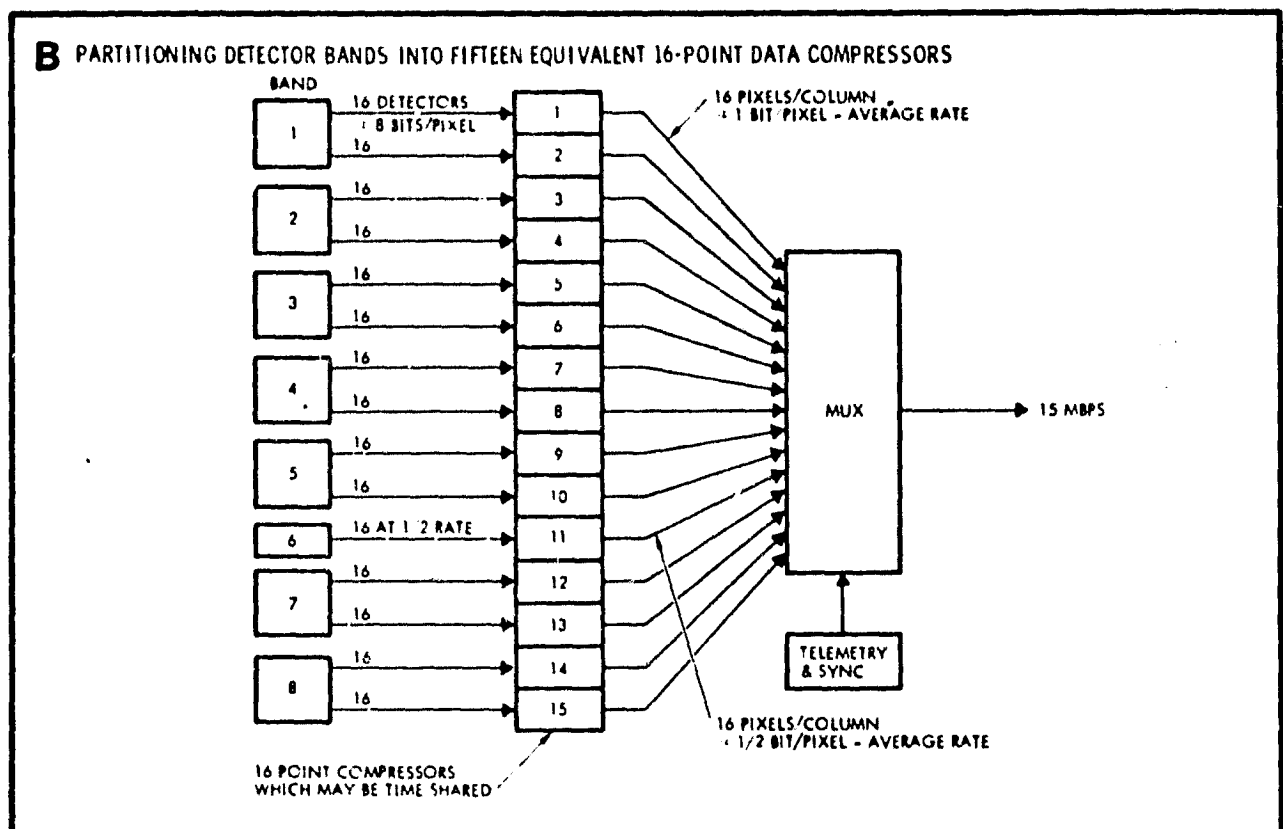 B PARTITIONING DETECTOR BANDS INTO FIFTEEN EQUIVALENT 16-POINT DATA COMPRESSORS
BAND
1
16 DETECTORS
8 BITS/PIXEL
16
2
16
16
3
16
16
4
16
16
5
16
16
6
16 AT 1/2 RATE
7
16
16
8
16
16
1
2
3
4
5
6
7
8
9
10
11
12
13
14
15
16 POINT COMPRESSORS
WHICH MAY BE TIME SHARED
16 PIXELS/COLUMN
1 BIT/PIXEL - AVERAGE RATE
MUX
15 MBPS
TELEMETRY
& SYNC
16 PIXELS/COLUMN
1/2 BIT/PIXEL - AVERAGE RATE